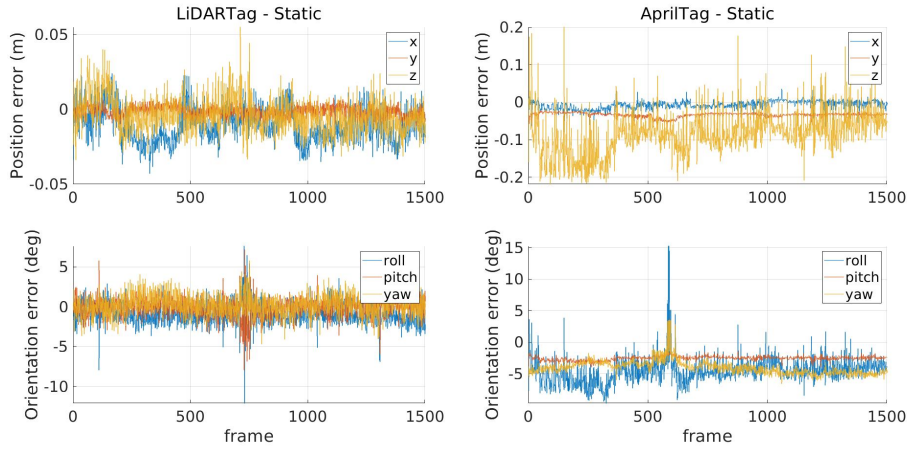 LiDARTag - Static
Position error (m)
0.05
0
-0.05
0
500
1000
1500
x
y
z
AprilTag - Static
Position error (m)
0.2
0.1
0
-0.1
-0.2
0
500
1000
1500
x
y
z
Orientation error (deg)
5
0
-5
-10
0
500
1000
1500
frame
roll
pitch
yaw
Orientation error (deg)
15
10
5
0
-5
0
500
1000
1500
frame
roll
pitch
yaw